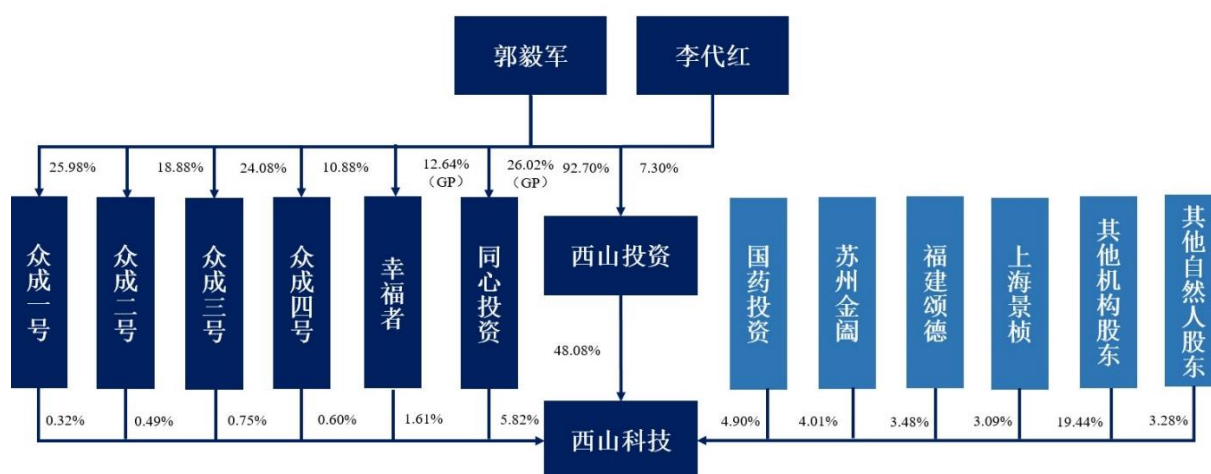 郭毅军
李代红
25.98%
18.88%
24.08%
10.88%
12.64%
(GP)
26.02%
(GP)
92.70%
7.30%
众成一号
众成二号
众成三号
众成四号
幸福者
同心投资
西山投资
国药投资
苏州金阖
福建颂德
上海景桢
其他机构股东
其他自然人股东
48.08%
0.32%
0.49%
0.75%
0.60%
1.61%
5.82%
西山科技
4.90%
4.01%
3.48%
3.09%
19.44%
3.28%